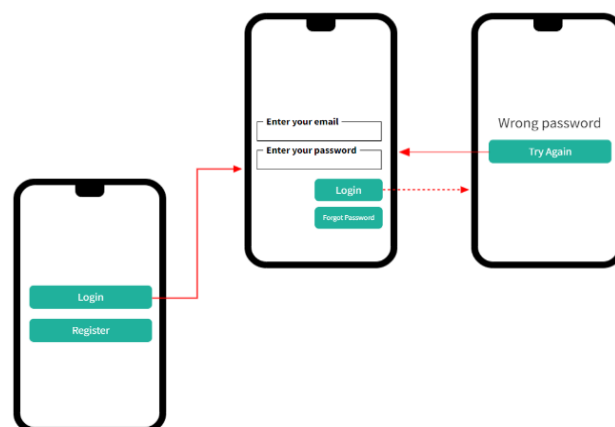 Login
Register
Enter your email
Enter your password
Login
Forgot Password
Wrong password
Try Again